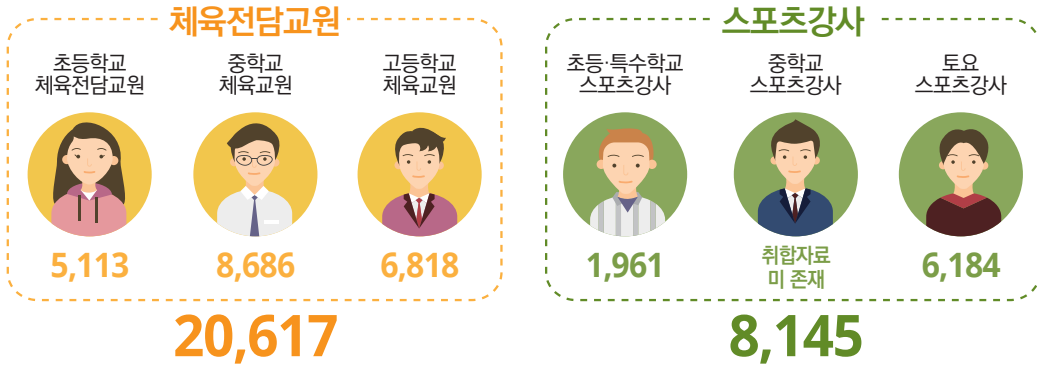 체육전담교원
초등학교
체육전담교원
5,113
중학교
체육교원
8,686
고등학교
체육교원
6,818
20,617
스포츠강사
초등·특수학교
스포츠강사
1,961
중학교
스포츠강사
취합자료
미 존재
토요
스포츠강사
6,184
8,145